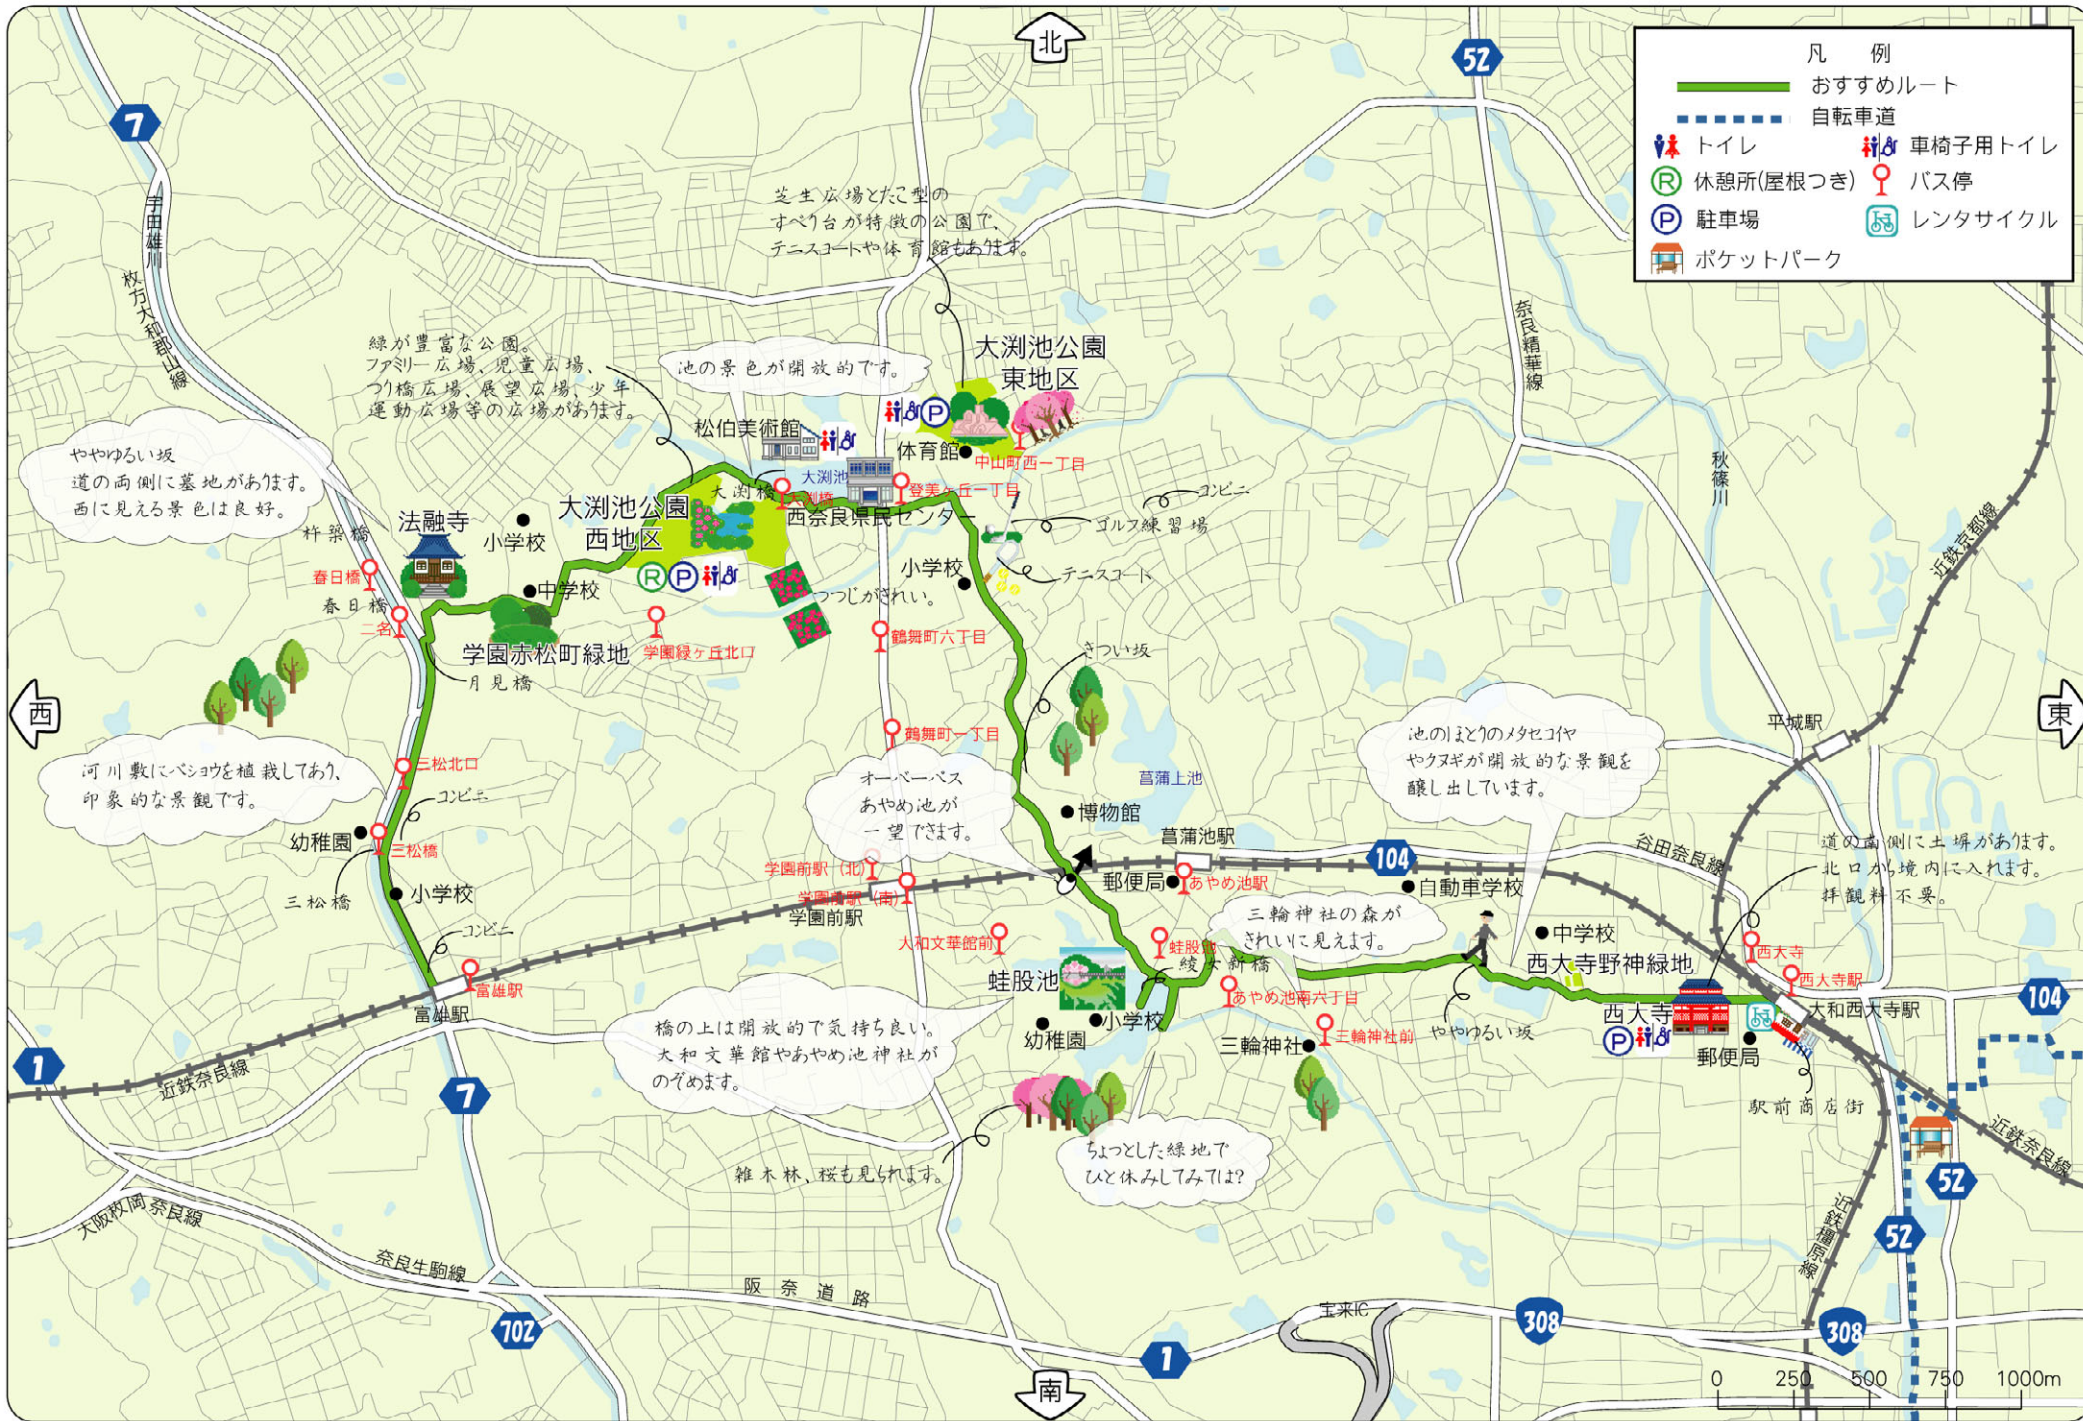 北
52
凡 例
おすすめルート
自転車道
トイレ
車椅子用トイレ
R
休憩所(屋根つき)
バス停
P
駐車場
レンタサイクル
ポケットパーク
7
宇田雄川
枚方大和郡山線
芝生広場とたこ型の
すべり台が特徴の公園で、
テニスコートや体育館もあります。
緑が豊富な公園。
ファミリー広場、児童広場、
つり橋広場、展望広場、少年
運動広場等の広場があります。
池の景色が開放的です。
大渕池公園
東地区
奈良精華線
ややゆるい坂
道の両側に墓地があります。
西に見える景色は良好。
松伯美術館
P
体育館
中山町西一丁目
秋篠川
大渕池
大渕橋
大渕橋
登美ヶ丘一丁目
西奈良県民センター
コンビニ
ゴルフ練習場
テニスコート
大渕池公園
西地区
法融寺
小学校
杵築橋
春日橋
春日橋
二名
中学校
R
P
小学校
つつじがきれい。
近鉄京都線
学園赤松町緑地
月見橋
学園緑ヶ丘北口
鶴舞町六丁目
きつい坂
西
東
鶴舞町一丁目
平城駅
池のほとりのメタセコイヤ
やクヌギが開放的な景観を
醸し出しています。
河川敷にバショウを植栽してあり、
印象的な景観です。
三松北口
コンビニ
幼稚園
三松橋
三松橋
小学校
コンビニ
オーバーパス
あやめ池が
一望できます。
菖蒲上池
博物館
菖蒲池駅
104
谷田奈良線
道の南側に土塀があります。
北口から境内に入れます。
拝観料不要。
学園前駅(北)
学園前駅(南)
学園前駅
郵便局
あやめ池駅
自動車学校
三輪神社の森が
きれいに見えます。
大和文華館前
蛙股池
綾女新橋
中学校
西大寺野神緑地
西大寺
西大寺駅
富雄駅
富雄駅
蛙股池
あやめ池南六丁目
104
大和西大寺駅
西大寺
P
郵便局
橋の上は開放的で気持ち良い。
大和文華館やあやめ池神社が
のぞめます。
幼稚園
小学校
三輪神社
三輪神社前
ややゆるい坂
駅前商店街
1
近鉄奈良線
7
近鉄奈良線
ちょっとした緑地で
ひと休みしてみては?
雑木林、桜も見られます。
52
大阪枚岡奈良線
近鉄橿原線
52
奈良生駒線
阪奈道路
宝来IC
702
1
308
308
南
0 250 500 750 1000m